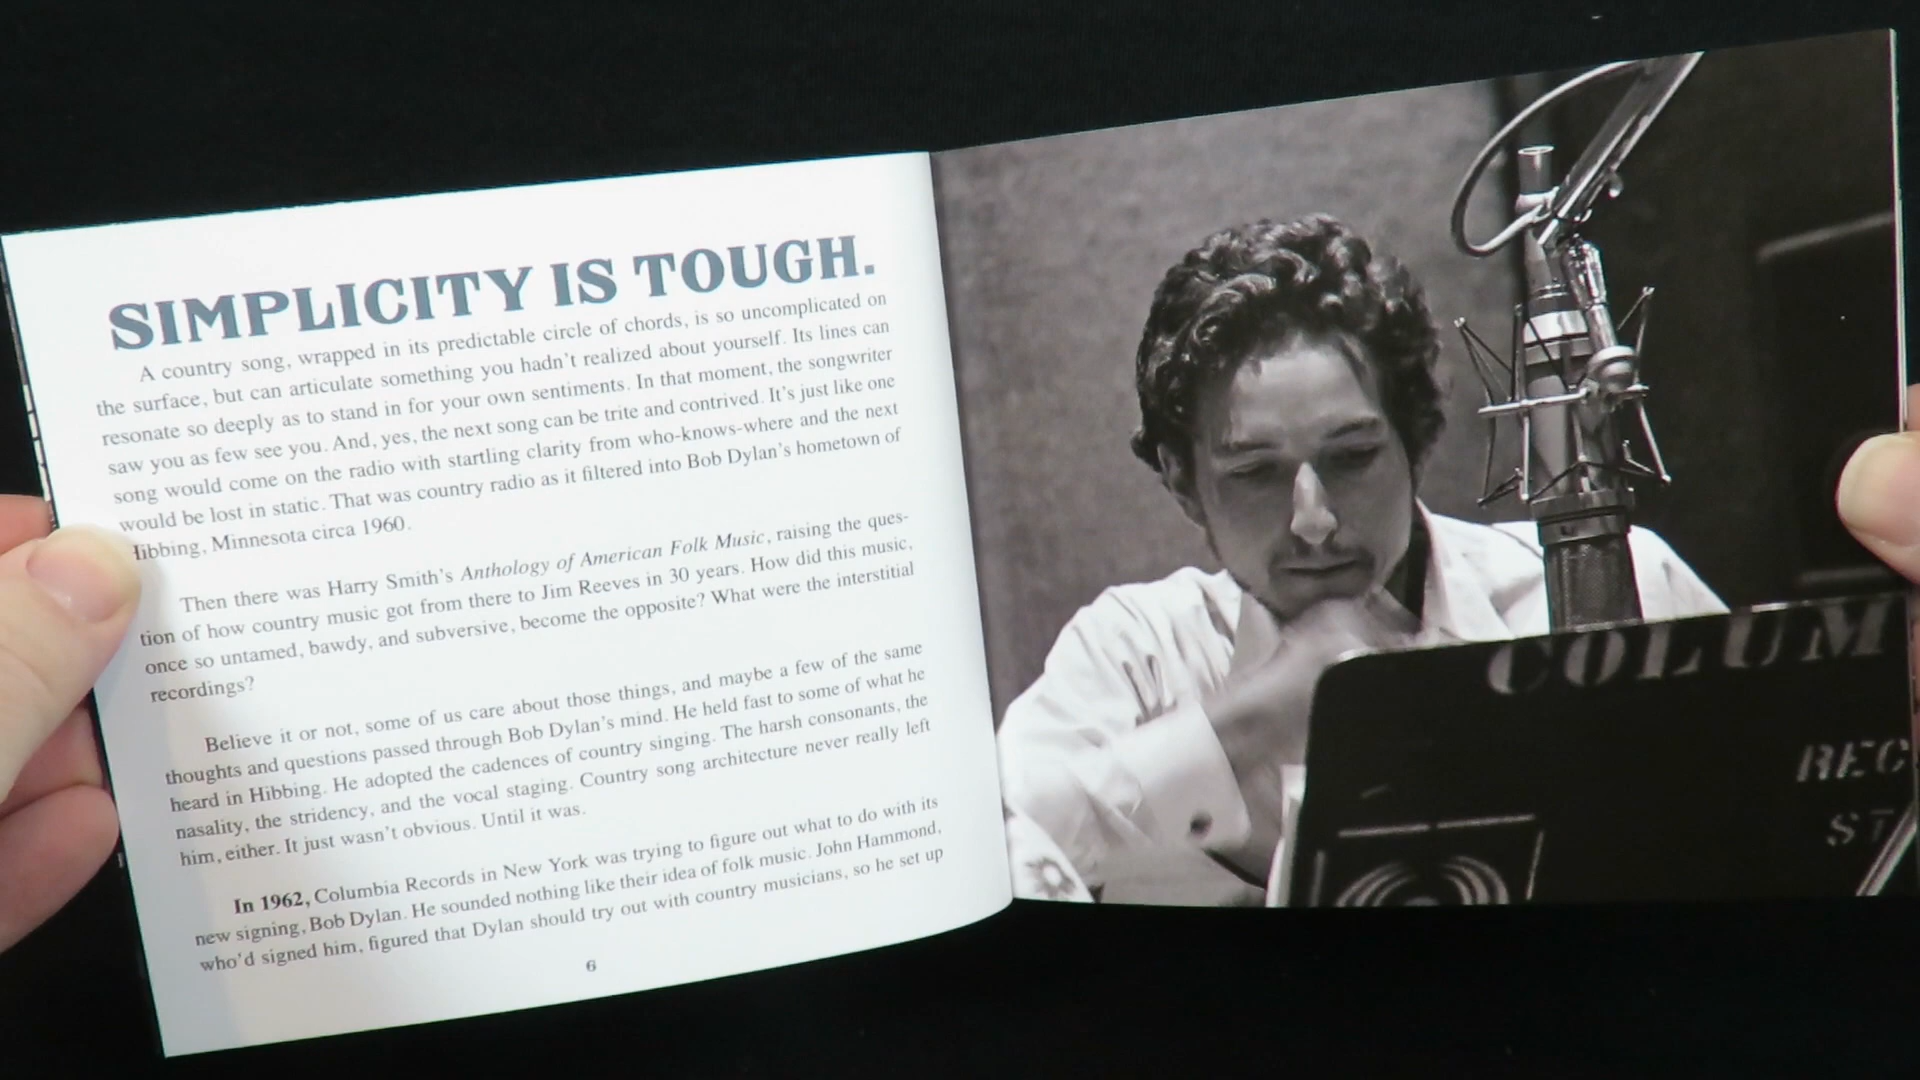 SIMPLICITY IS TOUGH.
A country song, wrapped in its predictable circle of chords, is so uncomplicated on
the surface, but can articulate something you hadn't realized about yourself. Its lines can
resonate so deeply as to stand in for your own sentiments. In that moment, the songwriter
saw you as few see you. And, yes, the next song can be trite and contrived. It's just like one
song would come on the radio with startling clarity from who-knows-where and the next
would be lost in static. That was country radio as it filtered into Bob Dylan's hometown of
Hibbing, Minnesota circa 1960.
Then there was Harry Smith's Anthology of American Folk Music, raising the ques-
tion of how country music got from there to Jim Reeves in 30 years. How did this music,
once so untamed, bawdy, and subversive, become the opposite? What were the interstitial
recordings?
Believe it or not, some of us care about those things, and maybe a few of the same
thoughts and questions passed through Bob Dylan's mind. He held fast to some of what he
heard in Hibbing. He adopted the cadences of country singing. The harsh consonants, the
nasality, the stridency, and the vocal staging. Country song architecture never really left
him, either. It just wasn't obvious. Until it was.
In 1962, Columbia Records in New York was trying to figure out what to do with its
new signing, Bob Dylan. He sounded nothing like their idea of folk music. John Hammond,
who'd signed him, figured that Dylan should try out with country musicians, so he set up
6
COLUM
REC
ST